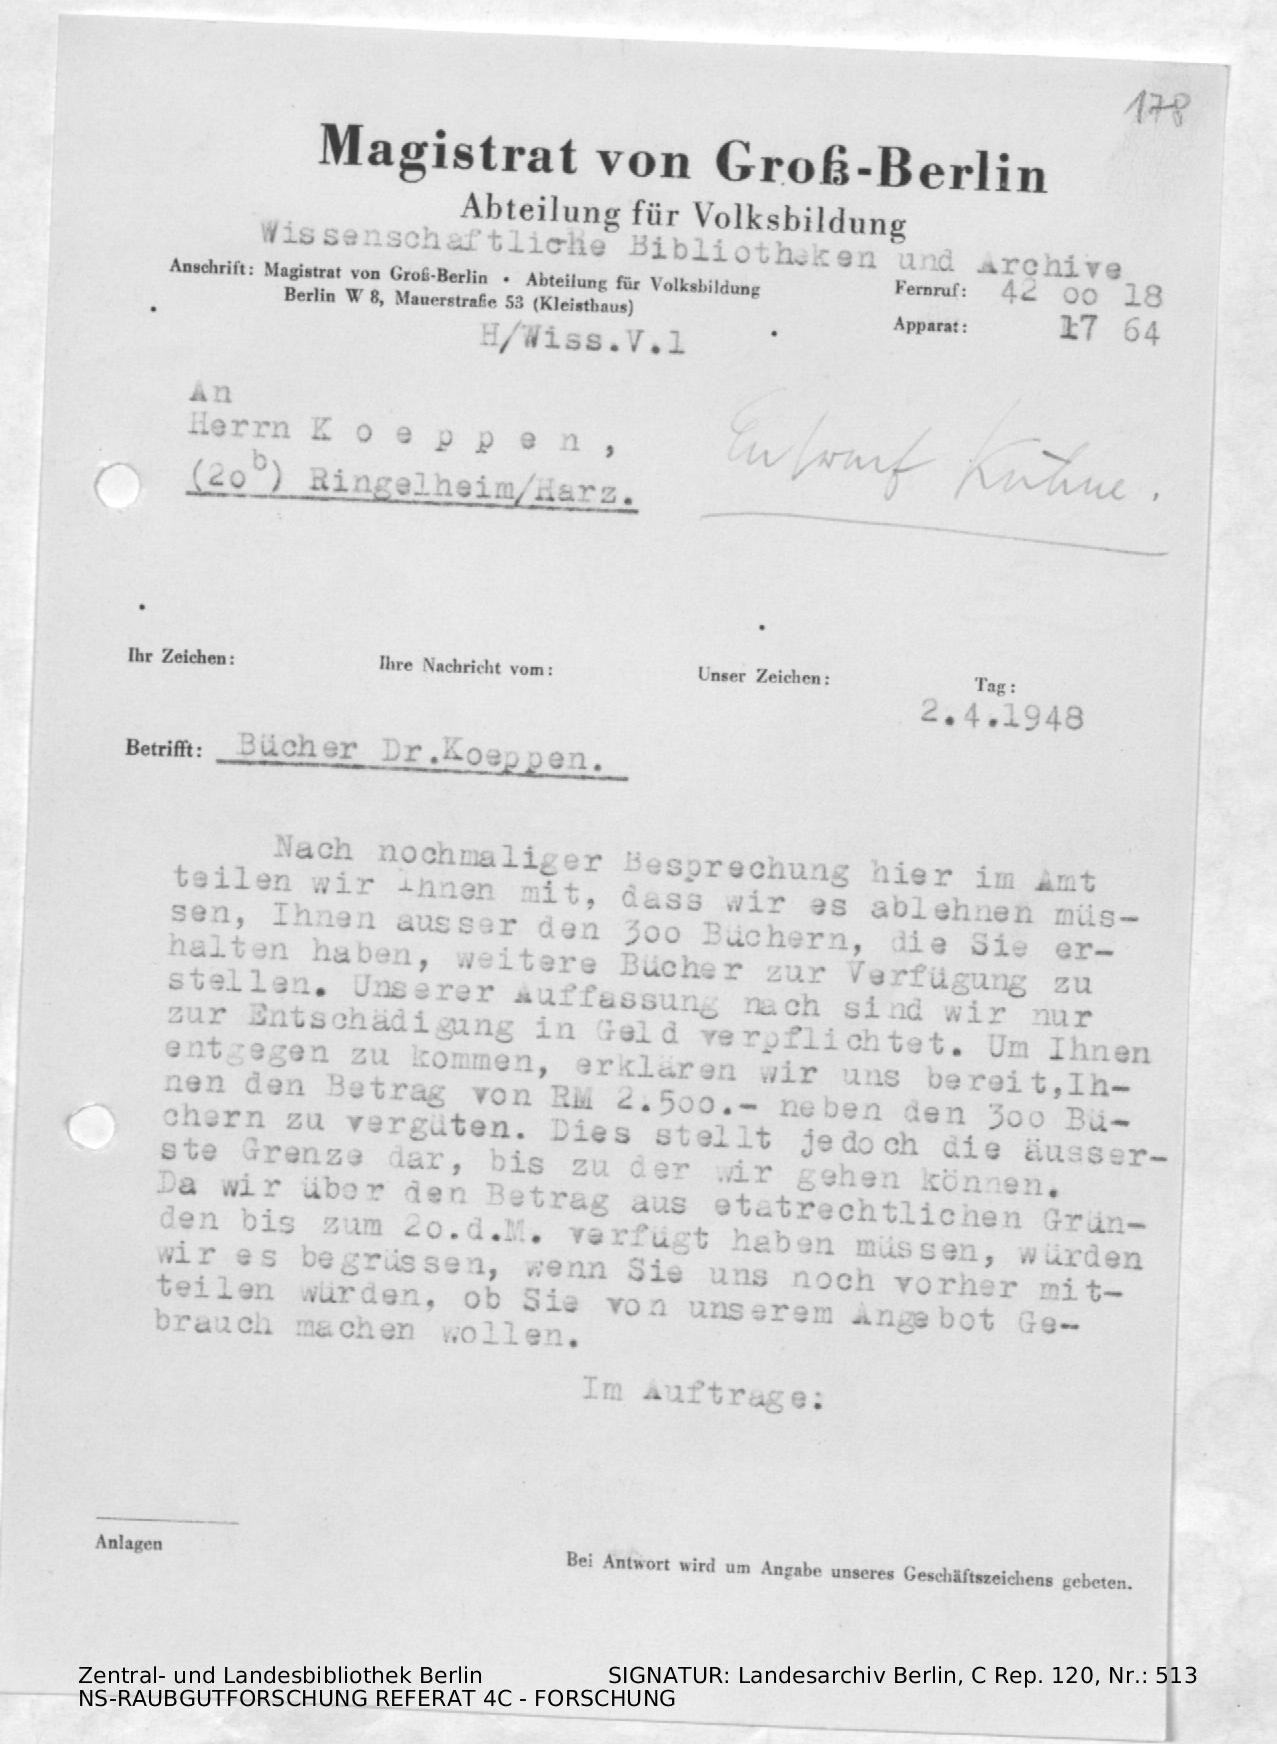 178
Magistrat von Groß-Berlin
Abteilung für Volksbildung
Wissenschaftliche Bibliotheken und Archive
Anschrift: Magistrat von Groß-Berlin • Abteilung für Volksbildung
Berlin W 8, Mauerstraße 53 (Kleisthaus)
Fernruf: 42 oo 18
Apparat: 17 64
H/Wiss.V.1
An
Herrn K o e p p e n ,
(2o b) Ringelheim/Harz.
Entwurf Kühne.
Ihr Zeichen: Ihre Nachricht vom: Unser Zeichen: Tag:
2.4.1948
Betrifft: Bücher Dr.Koeppen.
Nach nochmaliger Besprechung hier im Amt
teilen wir Ihnen mit, dass wir es ablehnen müs-
sen, Ihnen ausser den 3oo Büchern, die Sie er-
halten haben, weitere Bücher zur Verfügung zu
stellen. Unserer Auffassung nach sind wir nur
zur Entschädigung in Geld verpflichtet. Um Ihnen
entgegen zu kommen, erklären wir uns bereit,Ih-
nen den Betrag von RM 2.5oo.- neben den 3oo Bü-
chern zu vergüten. Dies stellt jedoch die äusser-
ste Grenze dar, bis zu der wir gehen können.
Da wir über den Betrag aus etatrechtlichen Grün-
den bis zum 2o.d.M. verfügt haben müssen, würden
wir es begrüssen, wenn Sie uns noch vorher mit-
teilen würden, ob Sie von unserem Angebot Ge-
brauch machen wollen.
Im Auftrage:
Anlagen
Bei Antwort wird um Angabe unseres Geschäftszeichens gebeten.
Zentral- und Landesbibliothek Berlin SIGNATUR: Landesarchiv Berlin, C Rep. 120, Nr.: 513
NS-RAUBGUTFORSCHUNG REFERAT 4C - FORSCHUNG